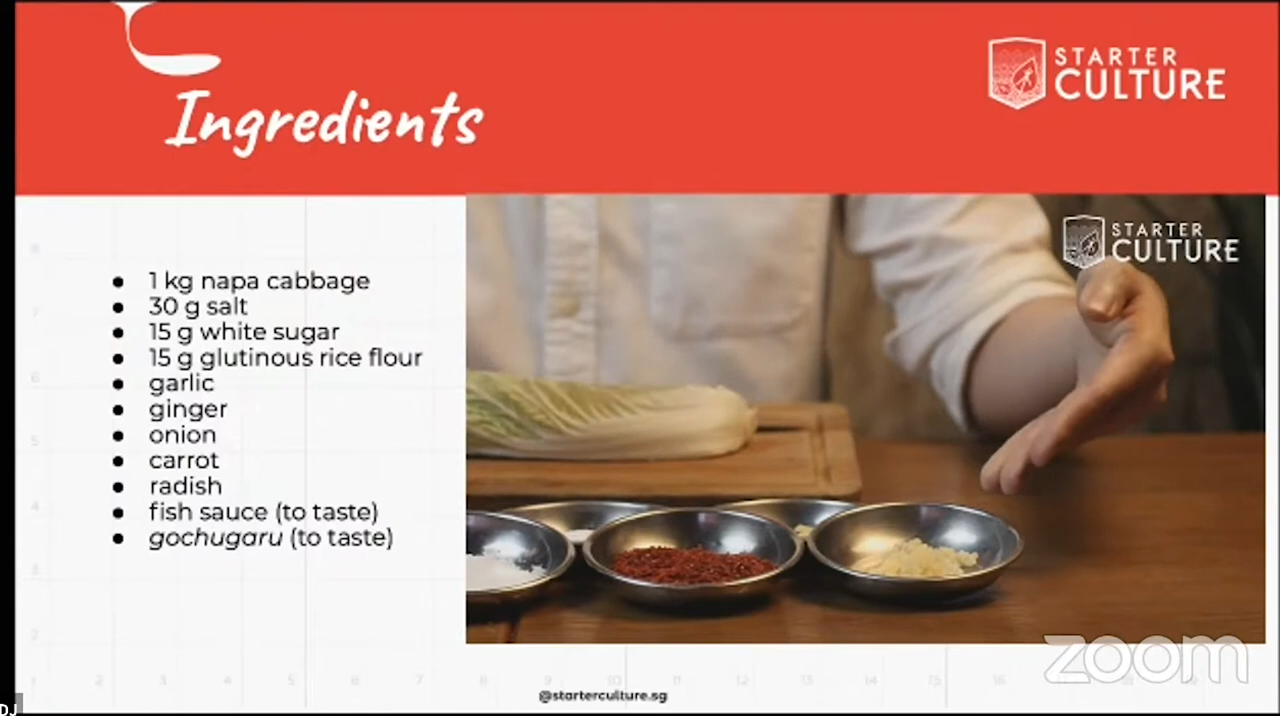 STARTER
CULTURE
Ingredients
STARTER
CULTURE
1 kg napa cabbage
30 g salt
15 g white sugar
15 g glutinous rice flour
garlic
ginger
onion
carrot
radish
fish sauce (to taste)
gochugaru (to taste)
zoom
@starterculture.sg
DJ